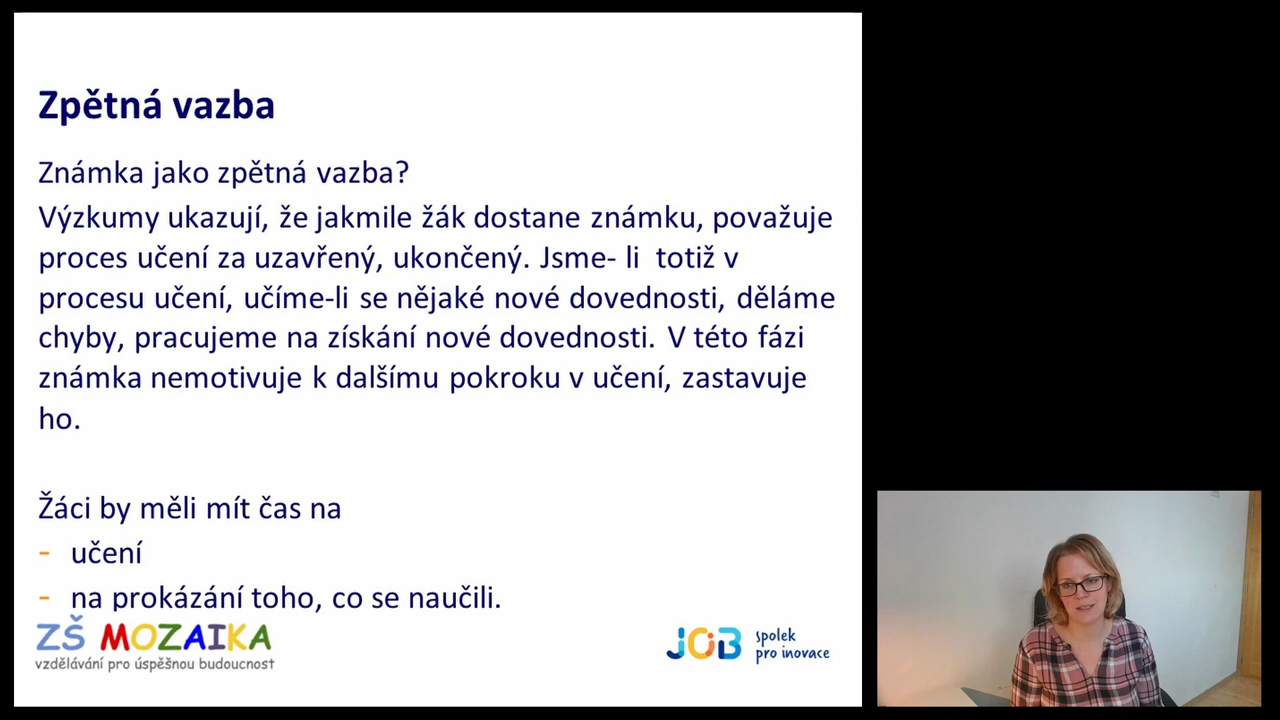 Zpětná vazba
Známka jako zpětná vazba?
Výzkumy ukazují, že jakmile žák dostane známku, považuje
proces učení za uzavřený, ukončený. Jsme- li  totiž v
procesu učení, učíme-li se nějaké nové dovednosti, děláme
chyby, pracujeme na získání nové dovednosti. V této fázi
známka nemotivuje k dalšímu pokroku v učení, zastavuje
ho.
Žáci by měli mít čas na
- učení
- na prokázání toho, co se naučili.
ZŠ MOZAIKA
vzdělávání pro úspěšnou budoucnost
JOB spolek
pro inovace